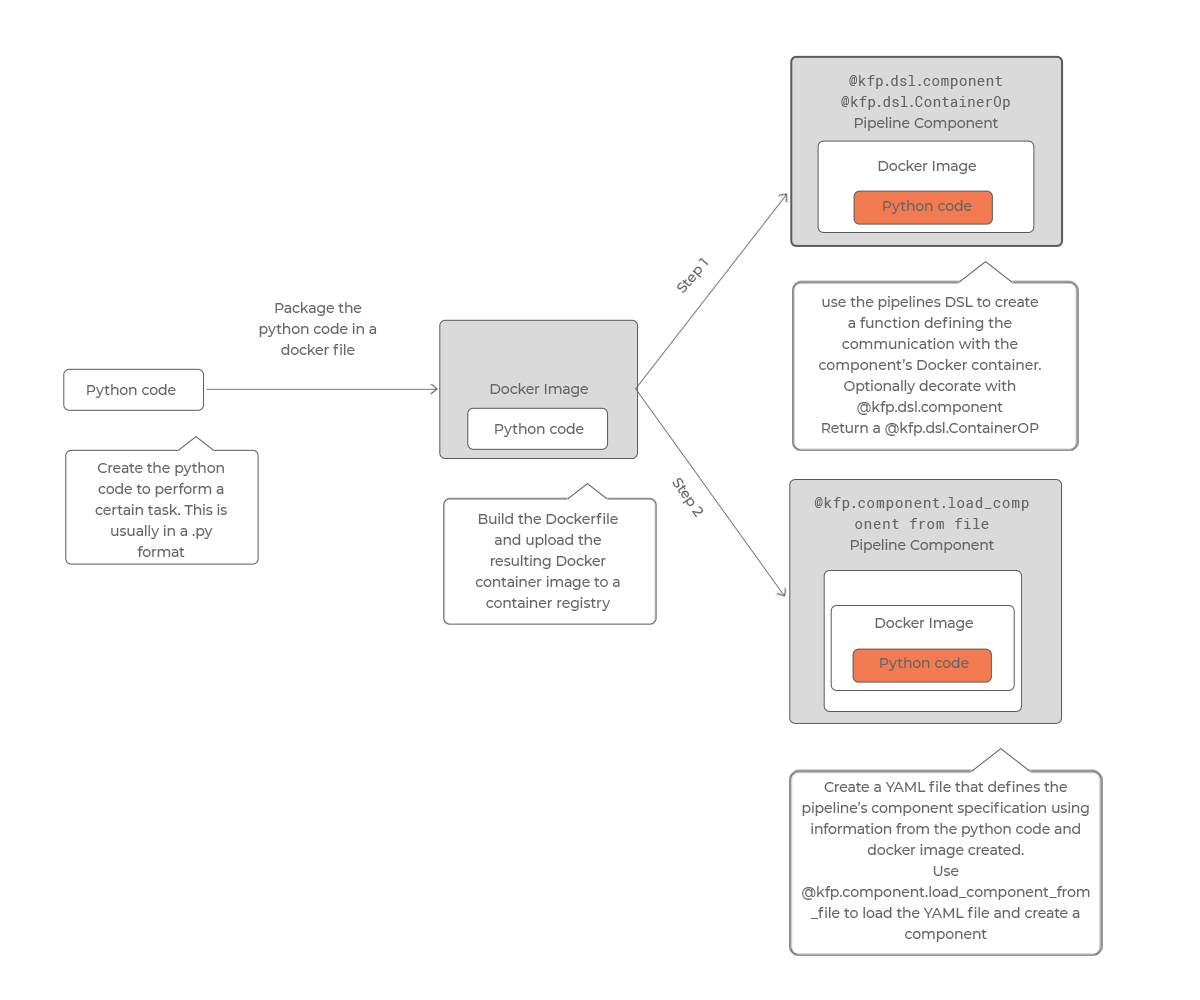 Python code
Create the python
code to perform a
certain task. This is
usually in a .py
format
Package the
python code in a
docker file
Docker Image
Python code
Build the Dockerfile
and upload the
resulting Docker
container image to a
container registry
Step 1
@kfp.dsl.component
@kfp.dsl.ContainerOp
Pipeline Component
Docker Image
Python code
use the pipelines DSL to create
a function defining the
communication with the
component's Docker container.
Optionally decorate with
@kfp.dsl.component
Return a @kfp.dsl.ContainerOP
Step 2
@kfp.component.load_comp
onent from file
Pipeline Component
Docker Image
Python code
Create a YAML file that defines the
pipeline's component specification using
information from the python code and
docker image created.
Use
@kfp.component.load_component_from
_file to load the YAML file and create a
component